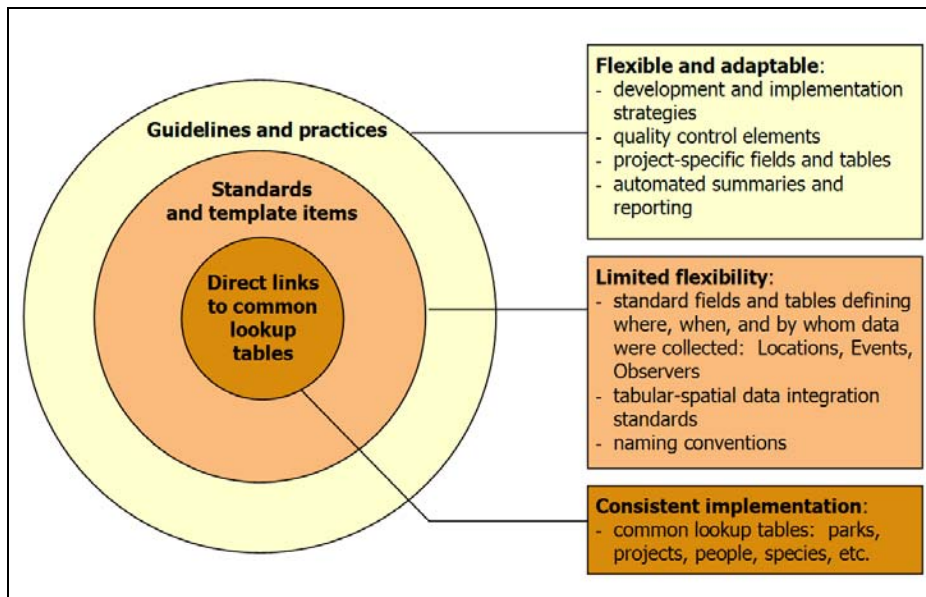 Guidelines and practices
Standards
and template items
Direct links
to common
lookup
tables
Flexible and adaptable:
- development and implementation
strategies
- quality control elements
- project-specific fields and tables
- automated summaries and
reporting
Limited flexibility:
- standard fields and tables defining
where, when, and by whom data
were collected: Locations, Events,
Observers
- tabular-spatial data integration
standards
- naming conventions
Consistent implementation:
- common lookup tables: parks,
projects, people, species, etc.